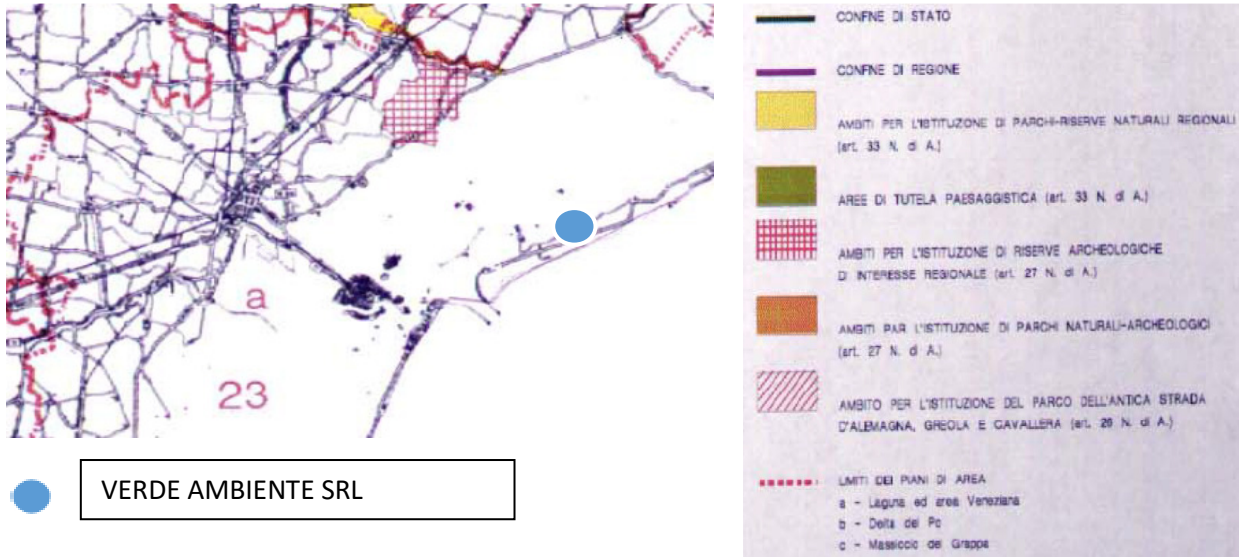 a
23
VERDE AMBIENTE SRL
CONFNE DI STATO
CONFNE DI REGIONE
AMBITI PER L'ISTITUZIONE DI PARCHI-RISERVE NATURALI REGIONALI
(art. 33 N. di A.)
AREE DI TUTELA PAESAGGISTICA (art. 33 N. di A.)
AMBITI PER L'ISTITUZIONE DI RISERVE ARCHEOLOGICHE
DI INTERESSE REGIONALE (art. 27 N. di A.)
AMBITI PAR L'ISTITUZIONE DI PARCHI NATURALI-ARCHEOLOGICI
(art. 27 N. di A.)
AMBITO PER L'ISTITUZIONE DEL PARCO DELL'ANTICA STRADA
D'ALEMAGNA, GREOLA E CAVALLERA (art. 26 N. di A.)
LIMITI DEI PIANI DI AREA
a - Laguna ed area Veneziana
b - Delta del Po
c - Massiccio del Grappa